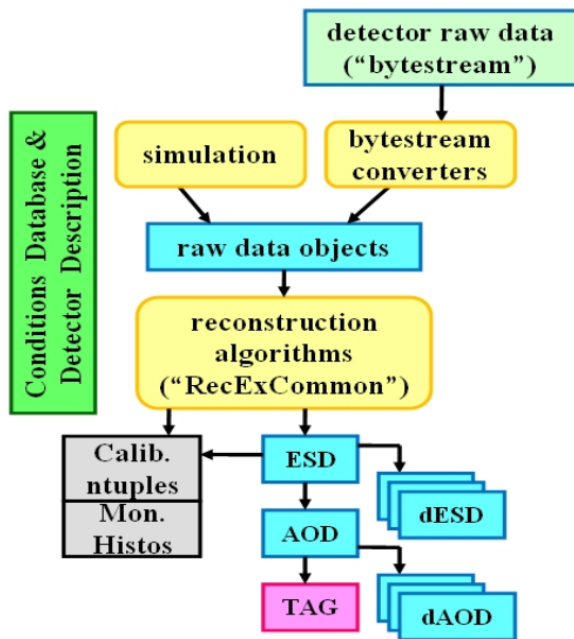 detector raw data
(“bytestream”)
Conditions Database &
Detector Description
simulation
bytestream
converters
raw data objects
reconstruction
algorithms
(“RecExCommon”)
Calib.
ntuples
Mon.
Histos
ESD
dESD
AOD
TAG
dAOD